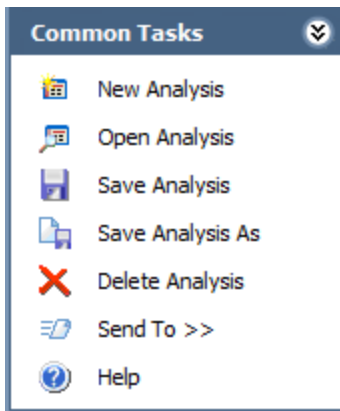 Common Tasks
New Analysis
Open Analysis
Save Analysis
Save Analysis As
Delete Analysis
Send To >>
Help